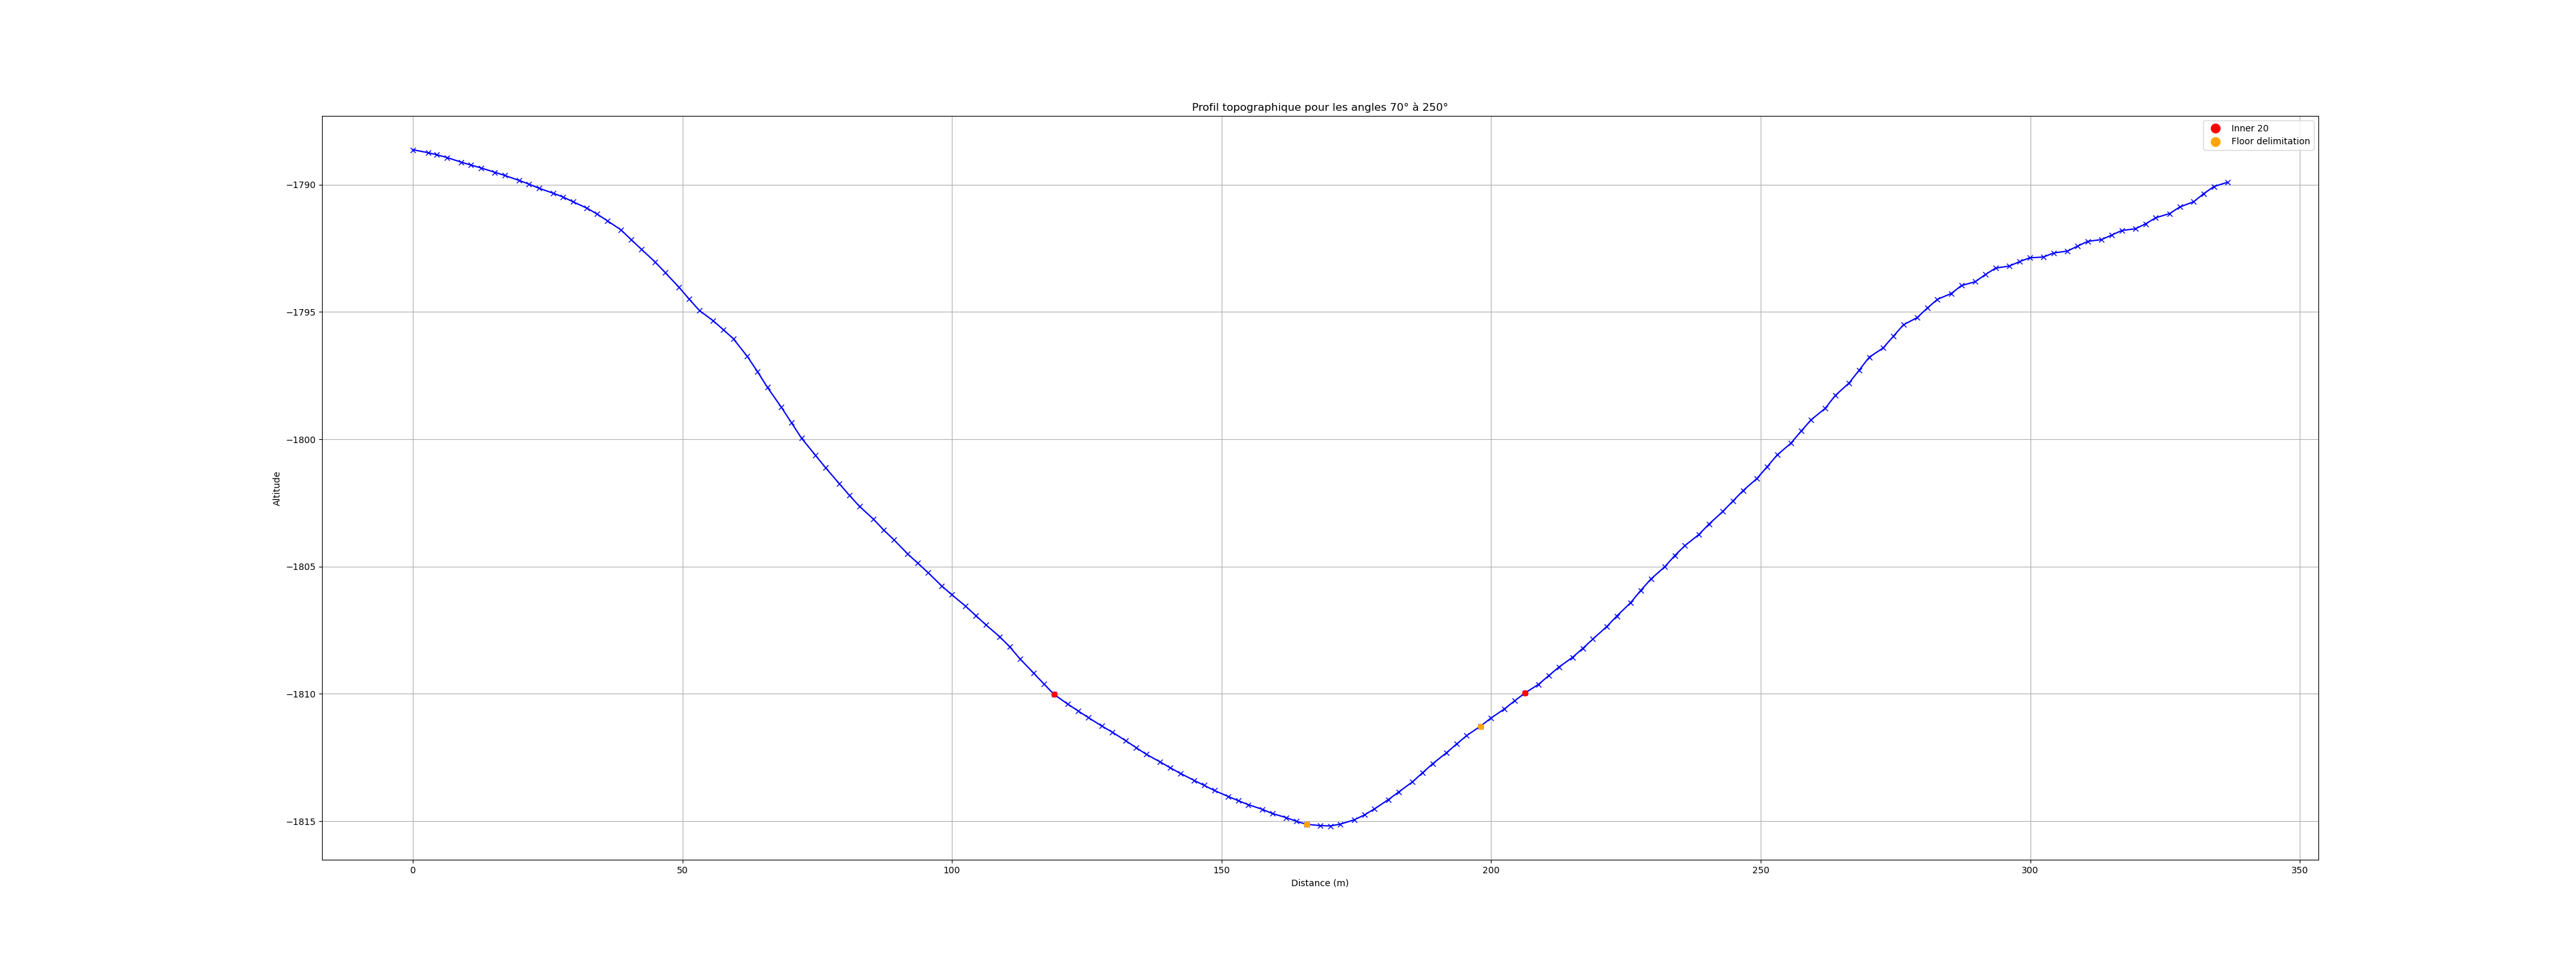 Profil topographique pour les angles 70° à 250°
Inner 20
Floor delimitation
Altitude
−1790
−1795
−1800
−1805
−1810
−1815
0
50
100
150
200
250
300
350
Distance (m)